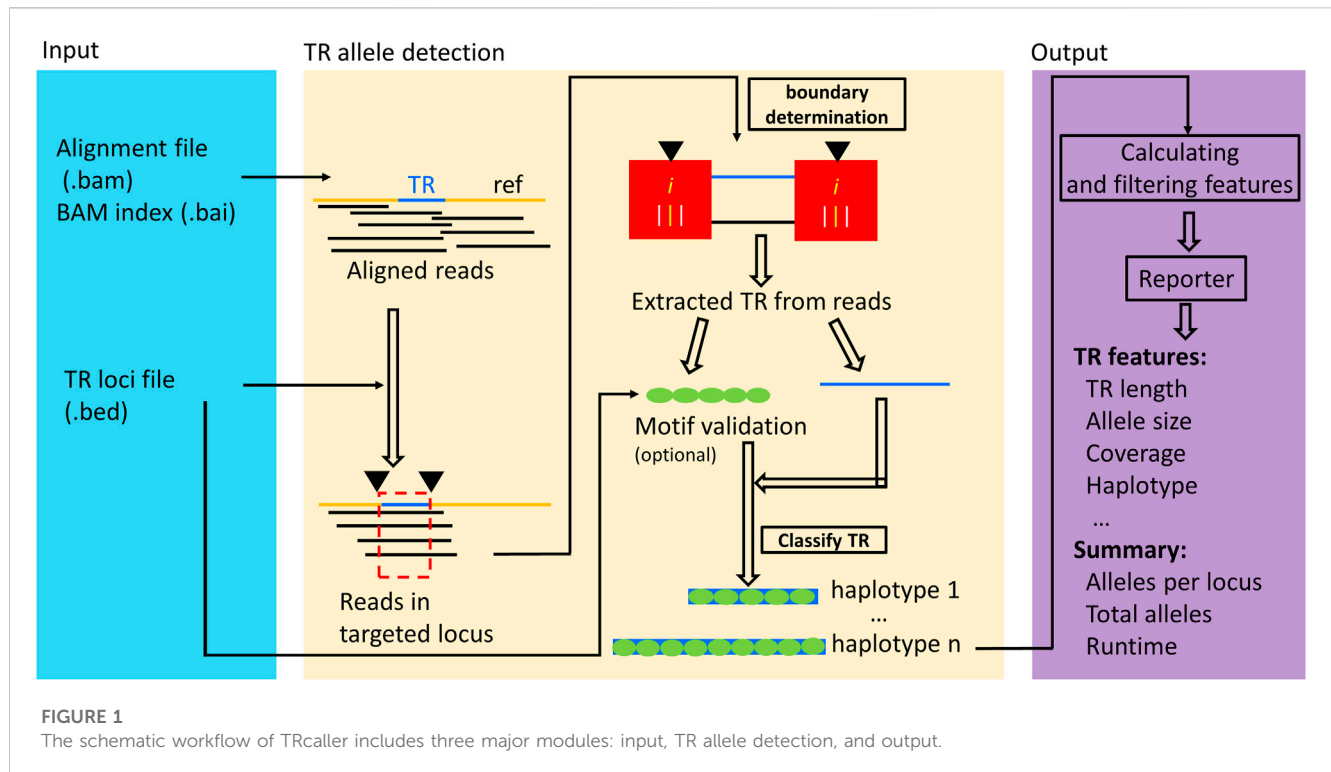 Input
Alignment file
(.bam)
BAM index (.bai)
TR loci file
(.bed)
TR allele detection
TR
ref
Aligned reads
Reads in
targeted locus
boundary
determination
i
|||
i
|||
Extracted TR from reads
Motif validation
(optional)
Classify TR
haplotype 1
...
haplotype n
Output
Calculating
and filtering features
Reporter
TR features:
TR length
Allele size
Coverage
Haplotype
...
Summary:
Alleles per locus
Total alleles
Runtime
FIGURE 1
The schematic workflow of TRcaller includes three major modules: input, TR allele detection, and output.